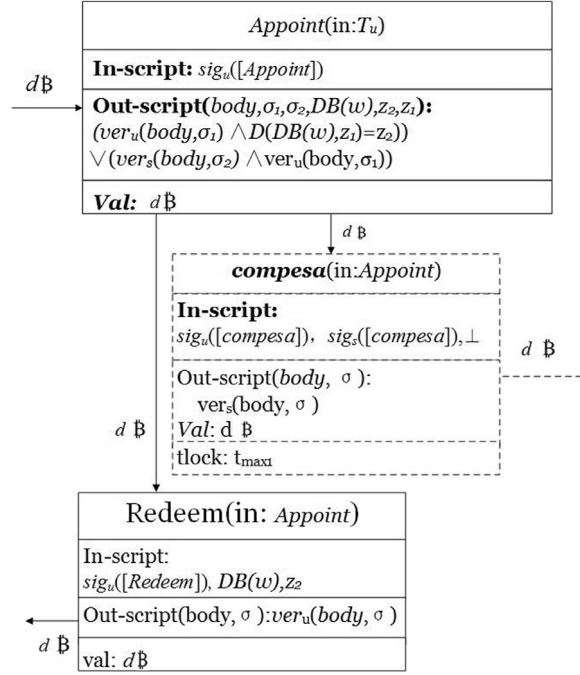 Appoint(in:Tu)
In-script: sigu([Appoint])
d₿
Out-script(body,σ1,σ2,DB(w),z2,z1):
(veru(body,σ1) ∧D(DB(w),z1)=z2))
∨(vers(body,σ2) ∧veru(body,σ1))
Val: d₿
d ₿
compesa(in:Appoint)
In-script:
sigu([compesa]), sigs([compesa]),⊥
d ₿
Out-script(body, σ):
vers(body, σ)
Val: d ₿
d ₿
tlock: tmax1
Redeem(in: Appoint)
In-script:
sigu([Redeem]), DB(w),z2
Out-script(body, σ):veru(body, σ)
d ₿
val: d₿